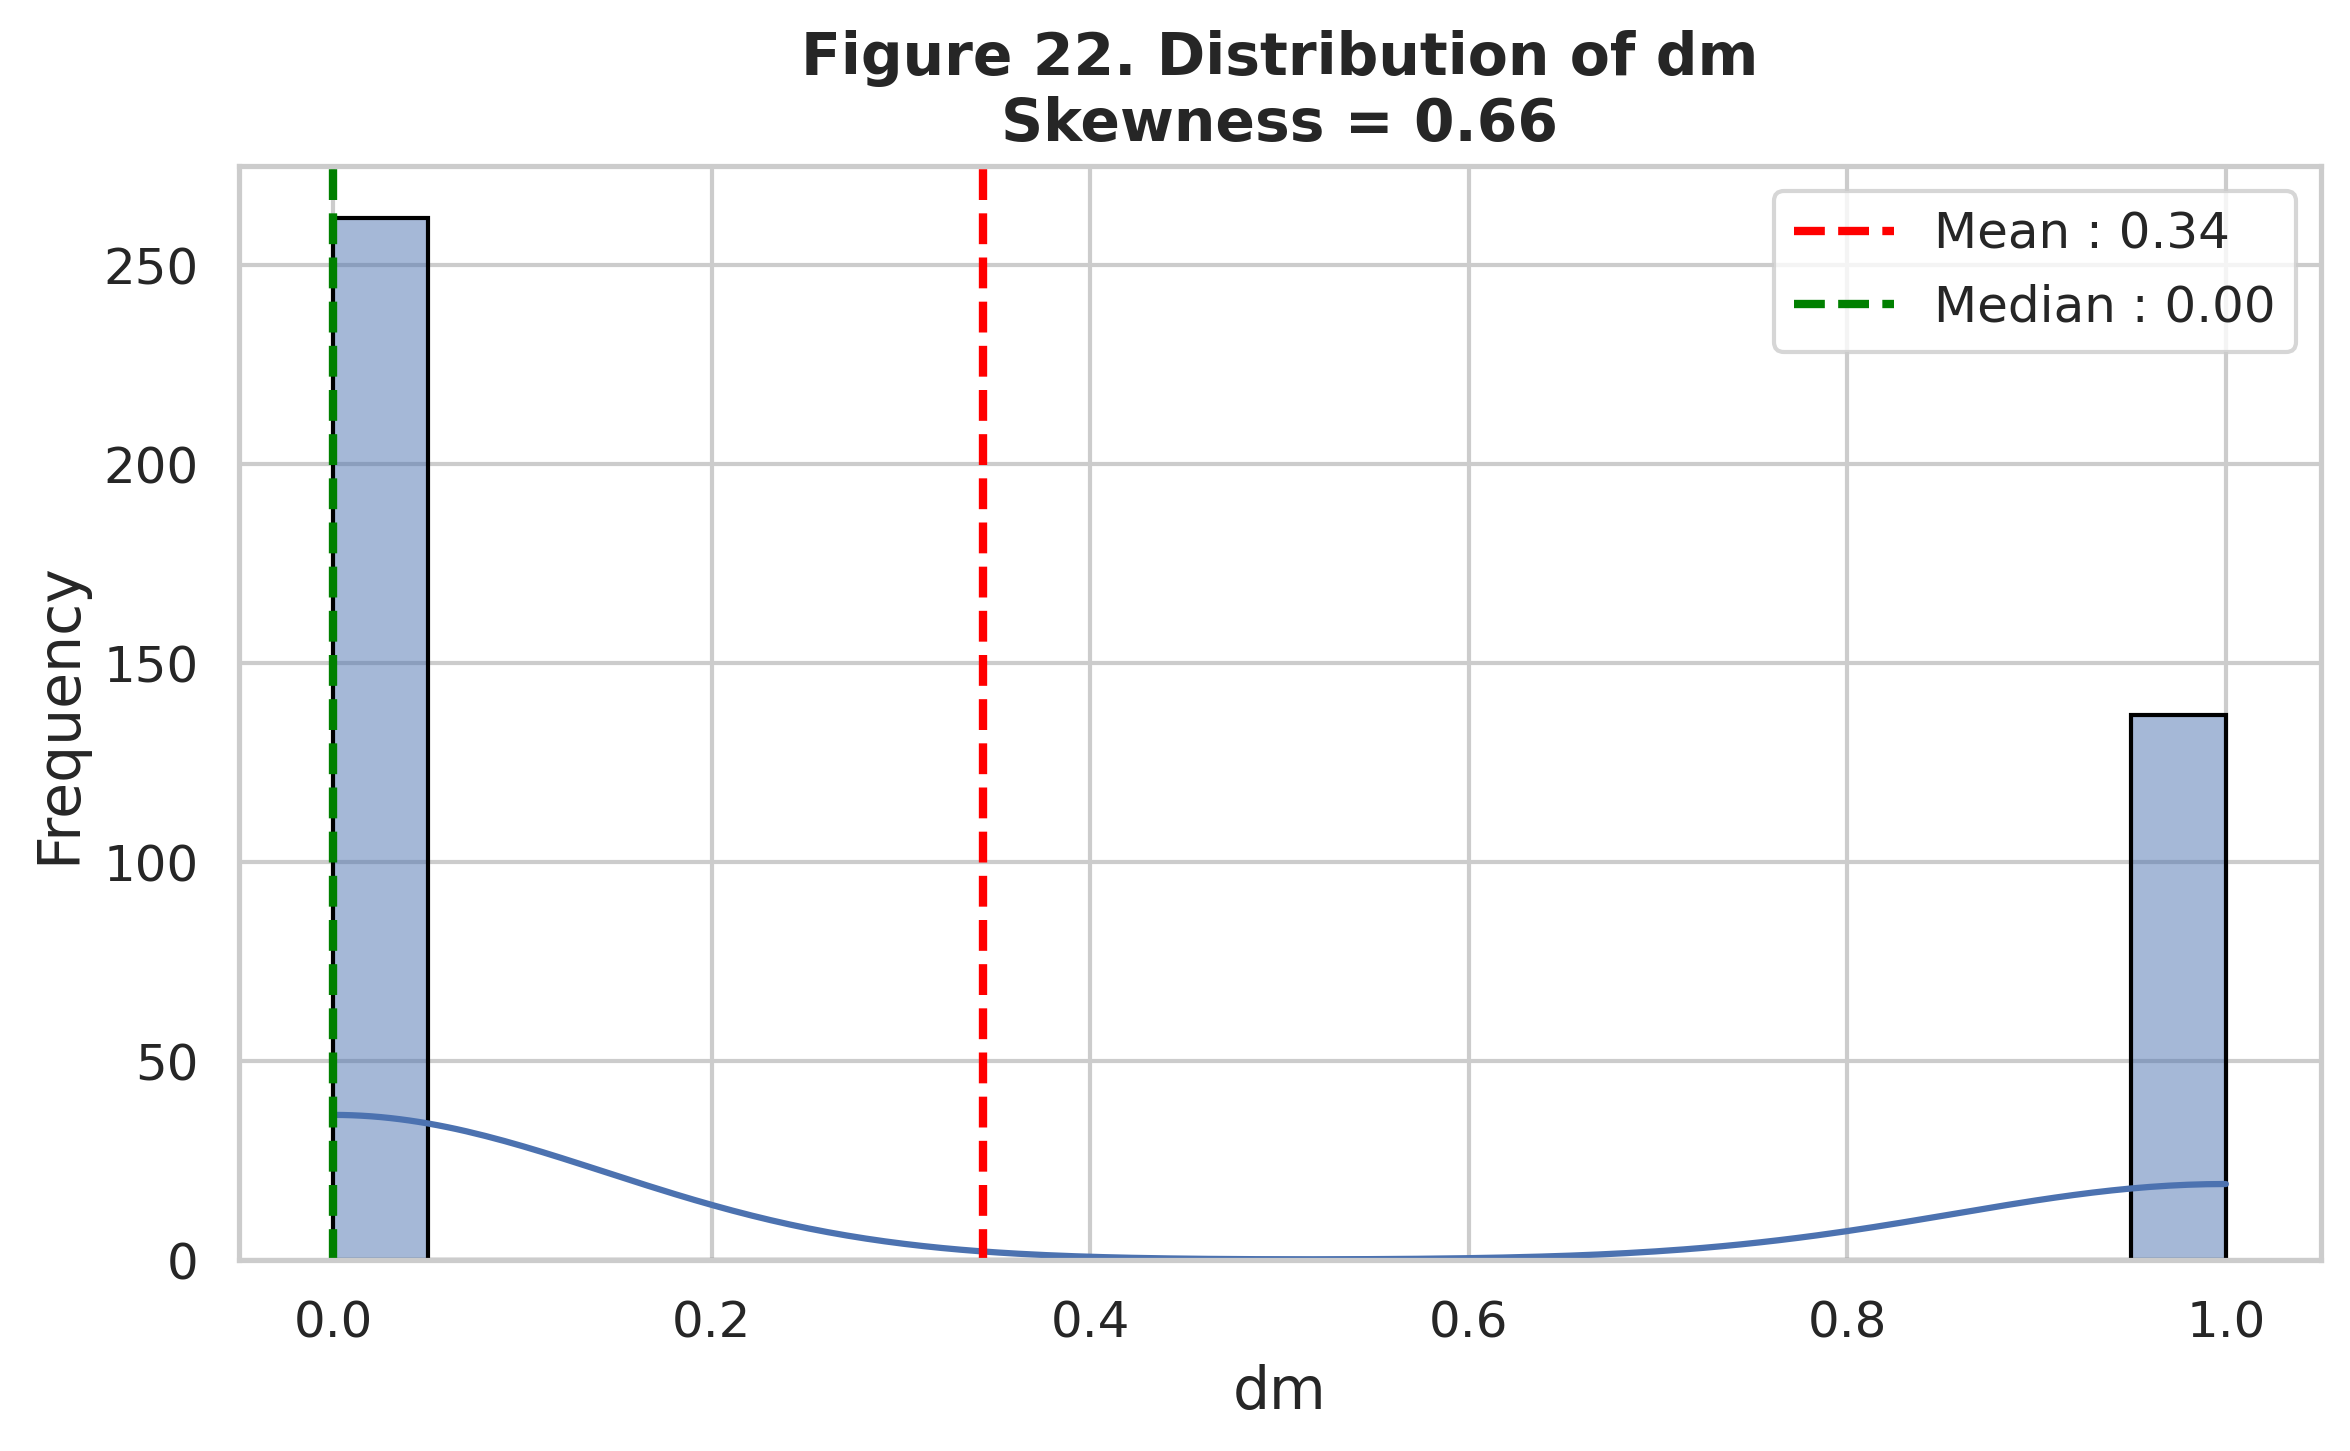 Figure 22. Distribution of dm
Skewness = 0.66
Mean : 0.34
Median : 0.00
Frequency
250
200
150
100
50
0
0.0 0.2 0.4 0.6 0.8 1.0
dm